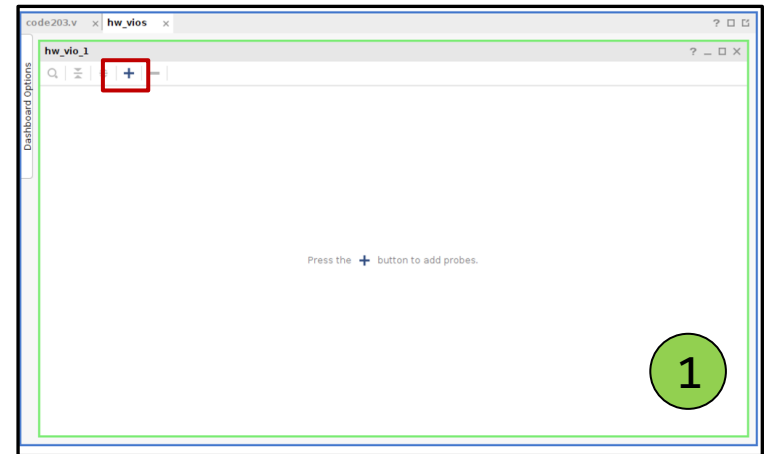 code203.v x hw_vios x
hw_vio_1
Dashboard Options
Press the + button to add probes.
1